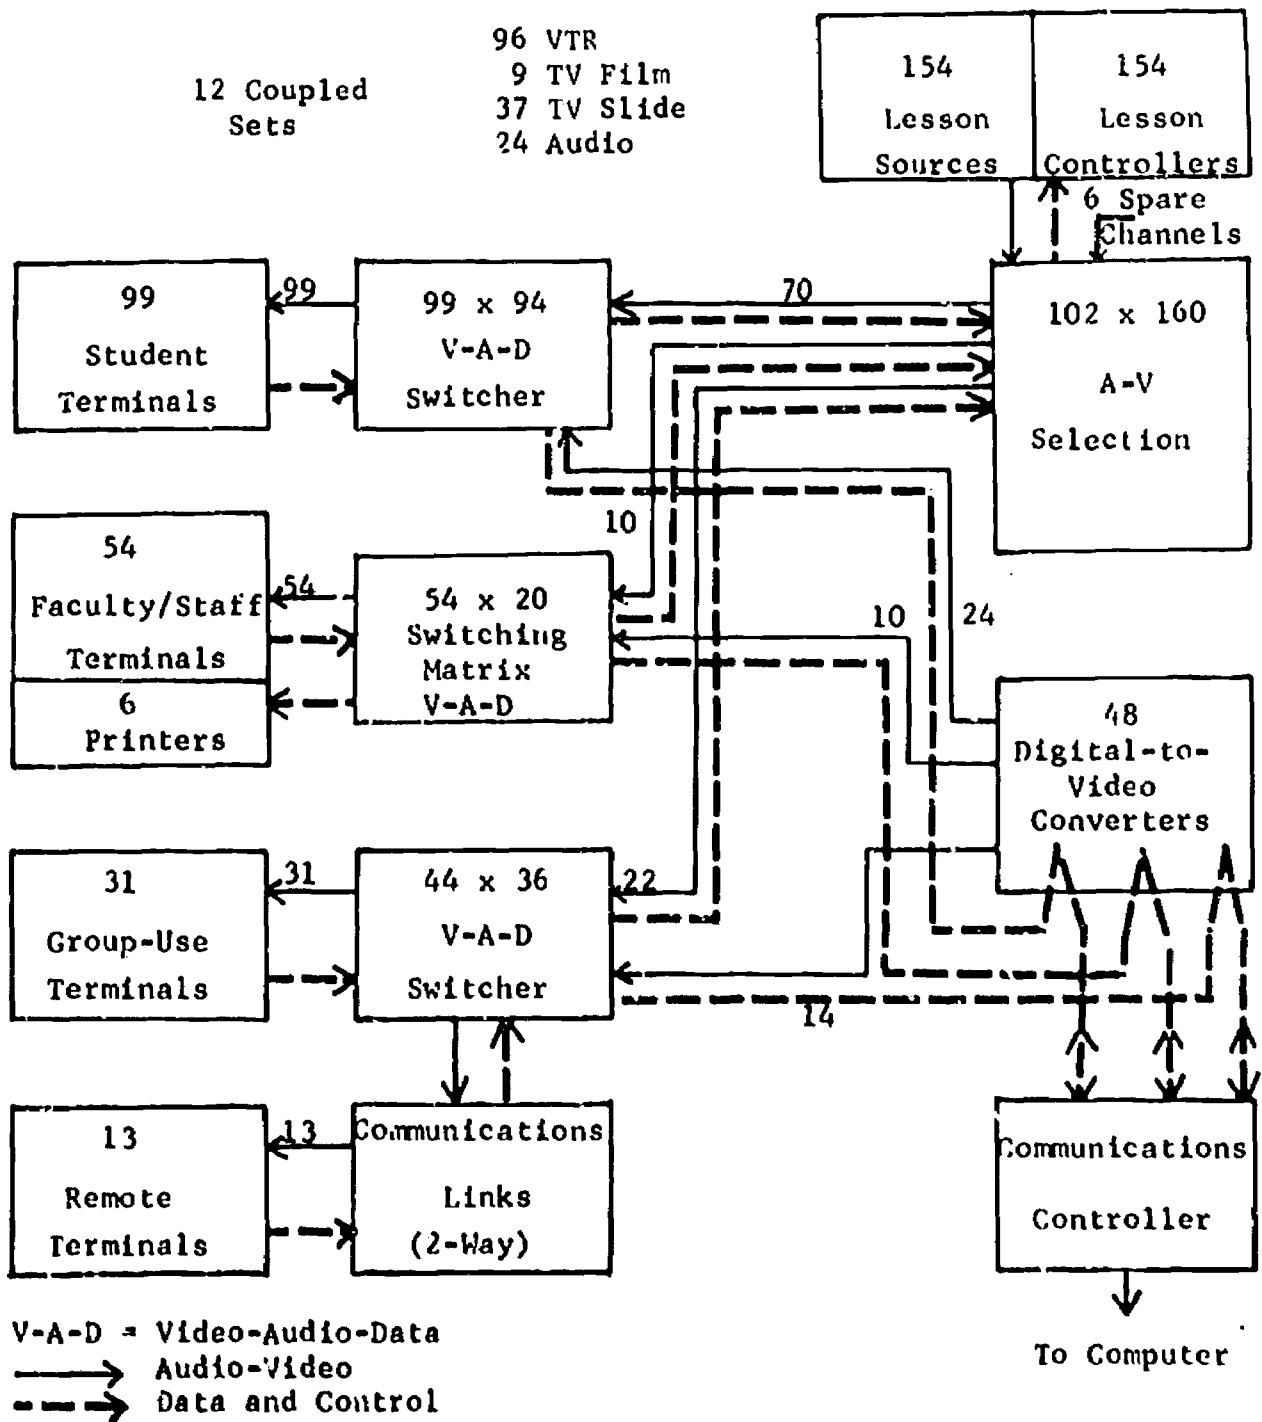 12 Coupled
Sets
96 VTR
9 TV Film
37 TV Slide
24 Audio
154
Lesson
Sources
154
Lesson
Controllers
6 Spare
Channels
99
Student
Terminals
99
99 x 94
V-A-D
Switcher
70
102 x 160
A-V
Selection
54
Faculty/Staff
Terminals
6
Printers
54
54 x 20
Switching
Matrix
V-A-D
10
10
24
48
Digital-to-
Video
Converters
31
Group-Use
Terminals
31
44 x 36
V-A-D
Switcher
22
14
13
Remote
Terminals
13
Communications
Links
(2-Way)
Communications
Controller
To Computer
V-A-D = Video-Audio-Data
Audio-Video
Data and Control